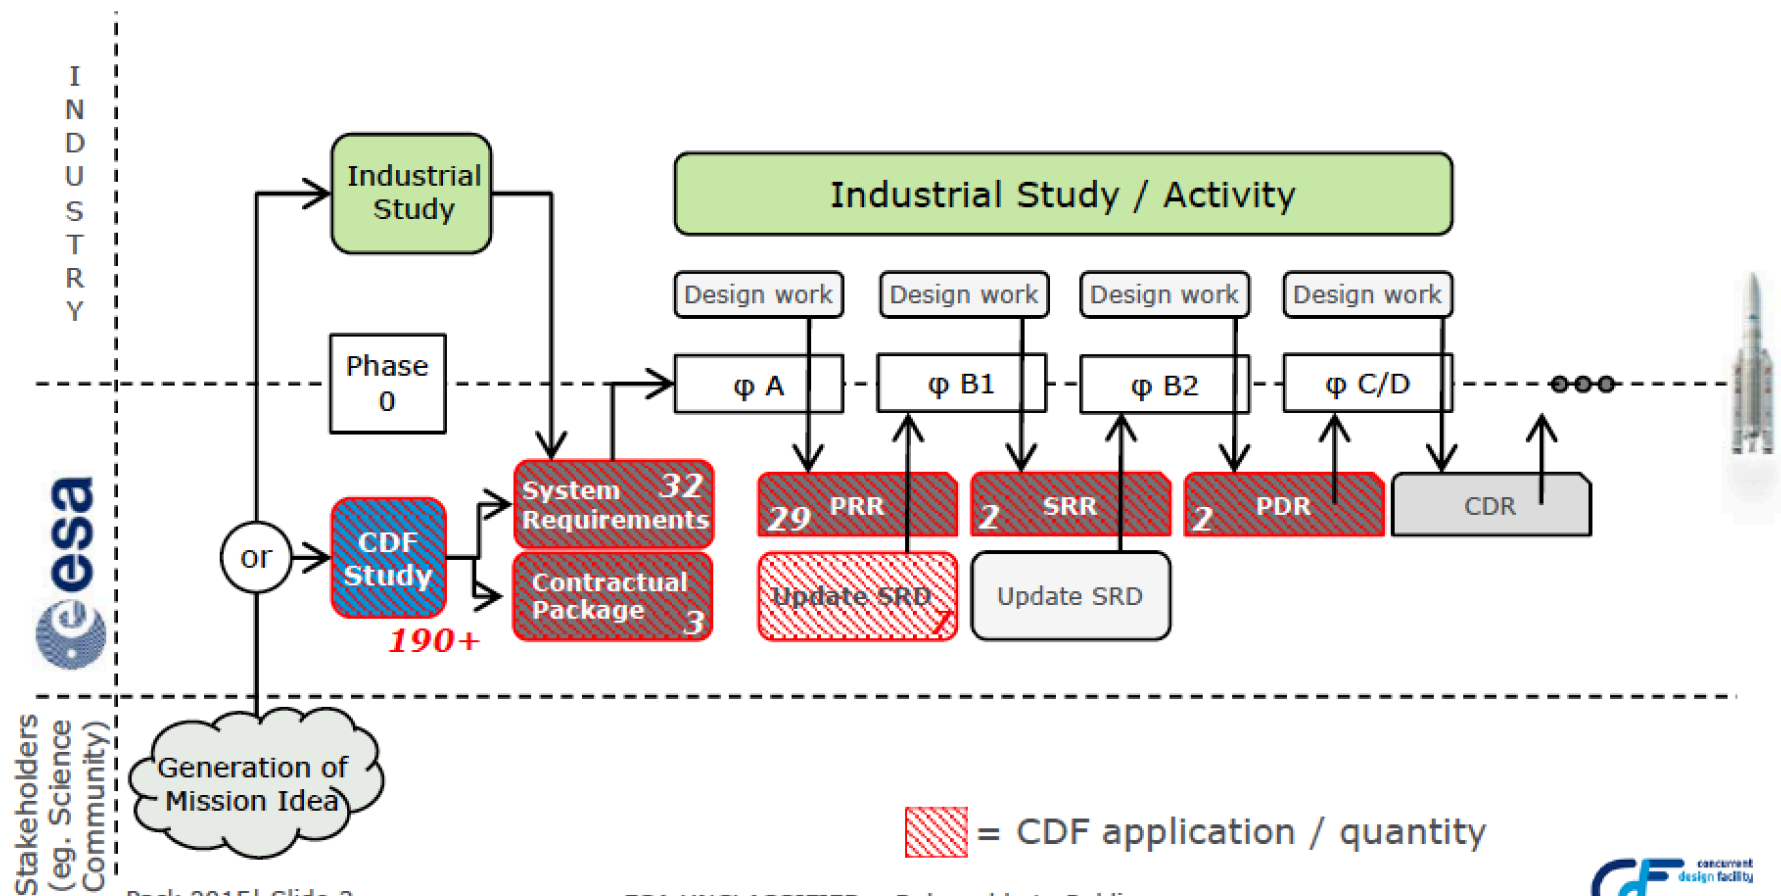 INDUSTRY
Industrial
Study
Industrial Study / Activity
Design work
Design work
Design work
Design work
Phase
0
φ A
φ B1
φ B2
φ C/D
esa
or
CDF
Study
190+
System
Requirements
32
Contractual
Package
3
29
PRR
2
SRR
2
PDR
CDR
Update SRD
7
Update SRD
Stakeholders
(eg. Science
Community)
Generation of
Mission Idea
= CDF application / quantity
concurrent
design facility